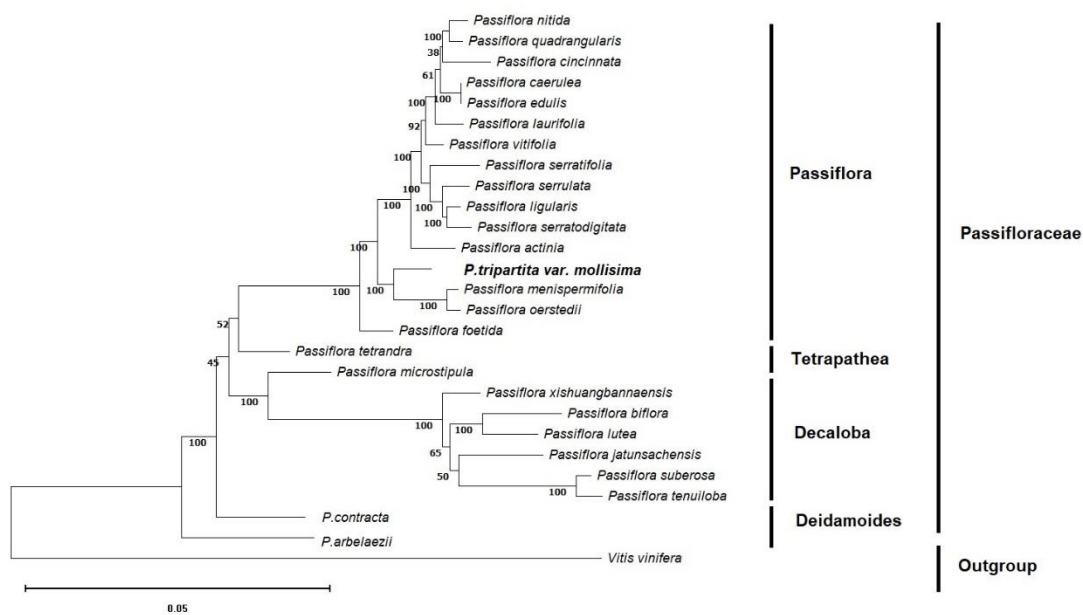 Passiflora nitida
100
Passiflora quadrangularis
38
Passiflora cincinnata
61
Passiflora caerulea
100
100
Passiflora edulis
Passiflora laurifolia
92
Passiflora vitifolia
100
Passiflora serratifolia
Passiflora
100
Passiflora serrulata
100
Passiflora ligularis
100
Passiflora serratodigitata
100
Passifloraceae
Passiflora actinia
100
P.tripartita var. mollisima
100
Passiflora menispermifolia
100
100
Passiflora oerstedii
52
Passiflora foetida
Passiflora tetrandra
Tetrapathea
45
Passiflora microstipula
Passiflora xishuangbannaensis
100
Passiflora biflora
100
100
Passiflora lutea
Decaloba
100
65
Passiflora jatunsachensis
50
Passiflora suberosa
100
Passiflora tenuiloba
P.contracta
Deidamoides
P.arbelaezii
Vitis vinifera
Outgroup
0.05